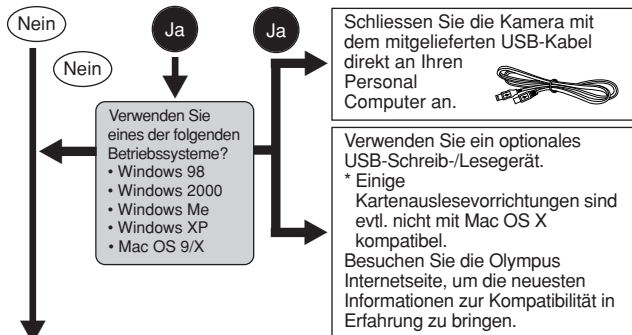 Nein
Ja
Ja
Nein
Verwenden Sie
eines der folgenden
Betriebssysteme?
• Windows 98
• Windows 2000
• Windows Me
• Windows XP
• Mac OS 9/X
Schliessen Sie die Kamera mit
dem mitgelieferten USB-Kabel
direkt an Ihren
Personal
Computer an.
Verwenden Sie ein optionales
USB-Schreib-/Lesegerät.
* Einige
Kartenauslesevorrichtungen sind
evtl. nicht mit Mac OS X
kompatibel.
Besuchen Sie die Olympus
Internetseite, um die neuesten
Informationen zur Kompatibilität in
Erfahrung zu bringen.